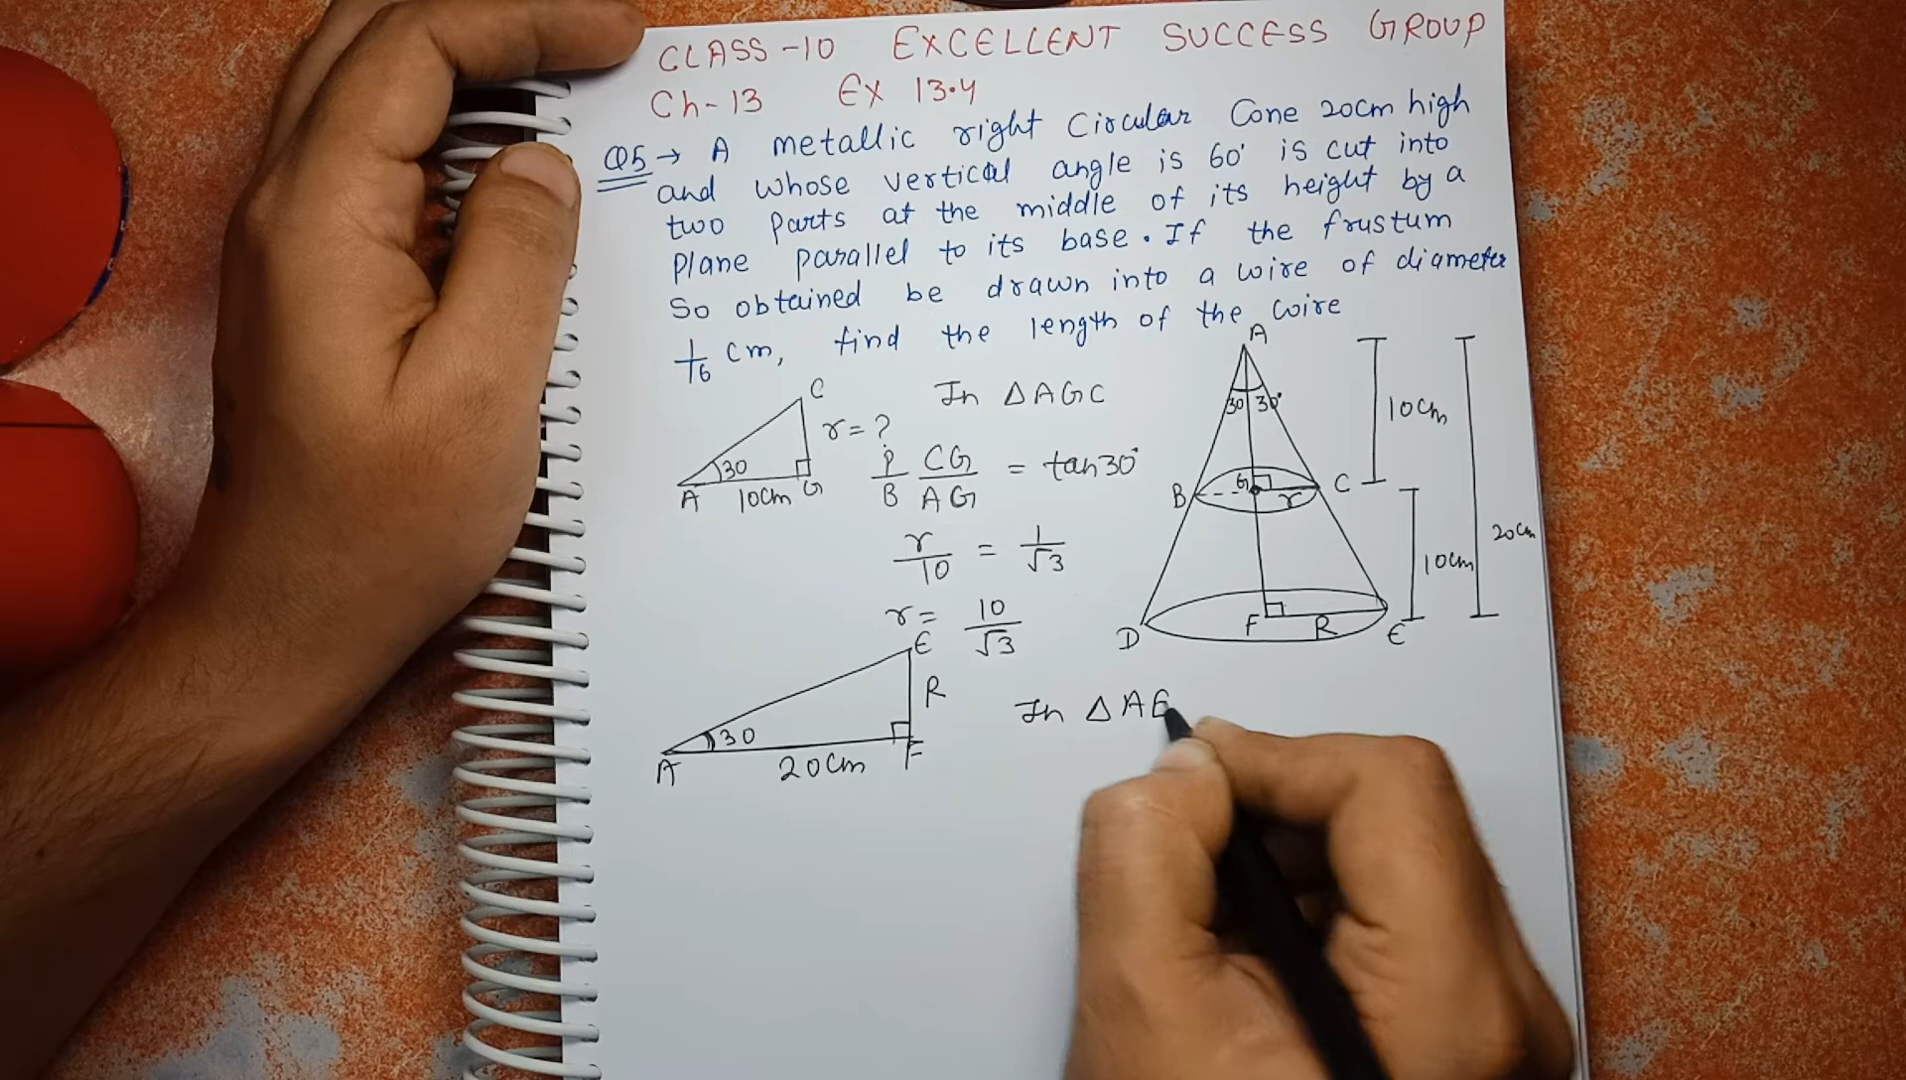 CLASS-10 EXCELLENT SUCCESS GROUP
Ch-13 EX 13.4
Q5→ A metallic right Circular Cone 20cm high
and whose vertical angle is 60° is cut into
two parts at the middle of its height by a
Plane parallel to its base. If the frustum
So obtained be drawn into a wire of diameter
1/16 cm, find the length of the wire
C
r = ?
30
A 10cm G
In △AGC
P/B CG/AG = tan30°
r/10 = 1/√3
r = 10/√3
A
30 30°
10cm
B G r C
20cm
10cm
D F R E
E
R
30
A 20cm F
In △AE